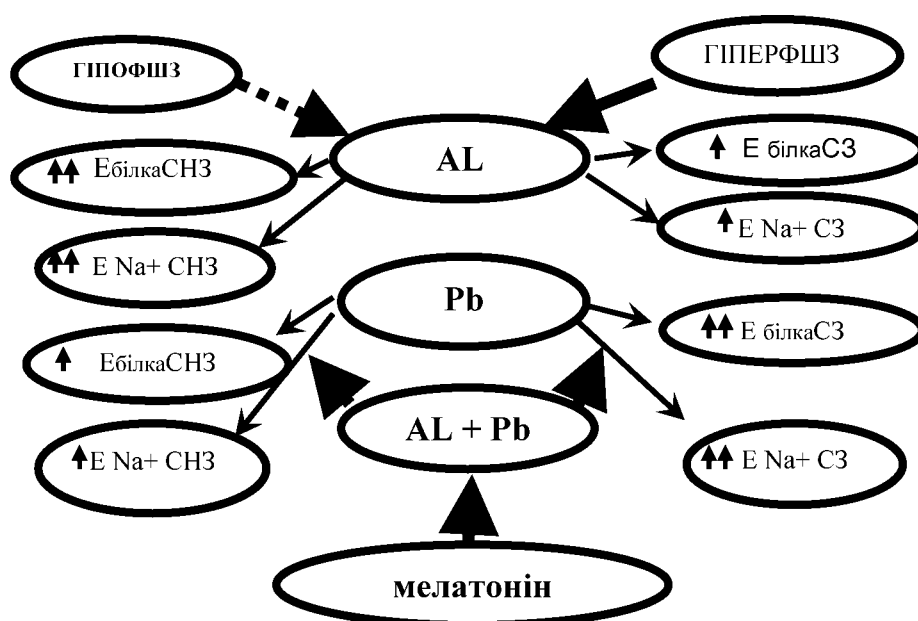 ГІПОФШЗ
ГІПЕРФШЗ
AL
ЕбілкаСНЗ
Е білкаСЗ
Е Na+ СНЗ
Е Na+ СЗ
Pb
ЕбілкаСНЗ
Е білкаСЗ
AL + Pb
Е Na+ СНЗ
Е Na+ СЗ
мелатонін